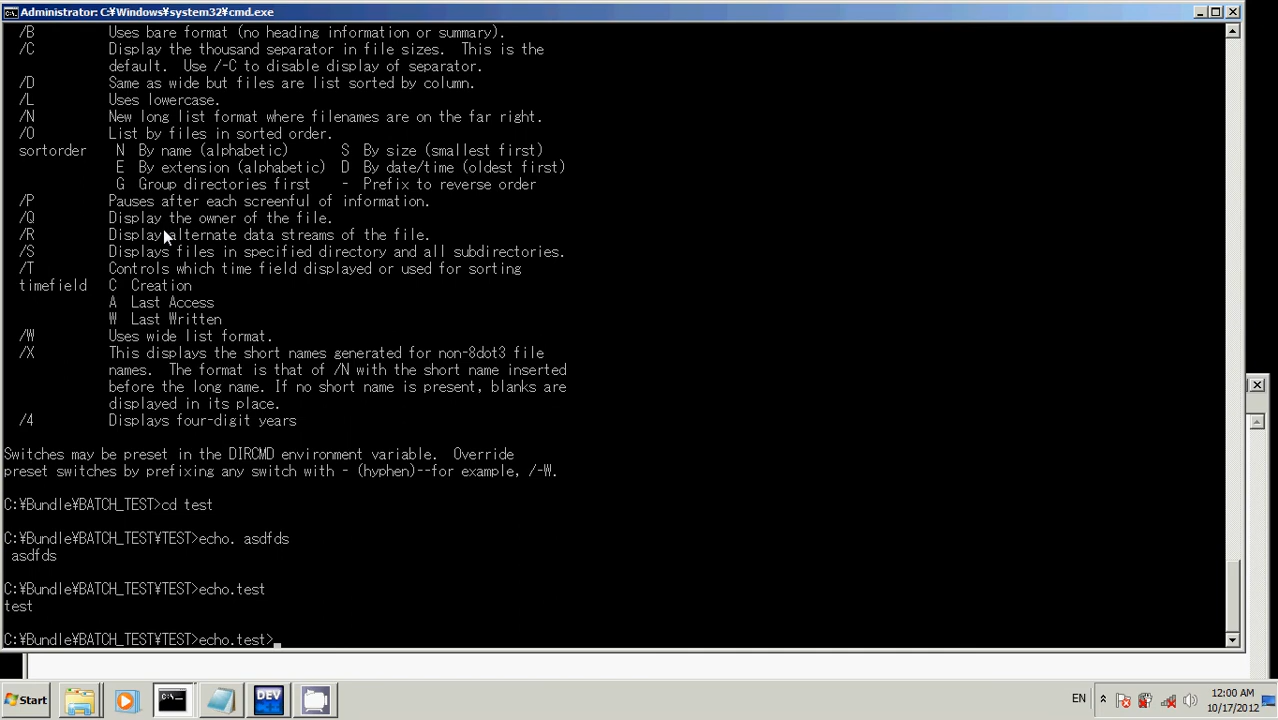 Administrator: C:¥Windows¥system32¥cmd.exe
/B Uses bare format (no heading information or summary).
/C Display the thousand separator in file sizes. This is the
default. Use /-C to disable display of separator.
/D Same as wide but files are list sorted by column.
/L Uses lowercase.
/N New long list format where filenames are on the far right.
/O List by files in sorted order.
sortorder N By name (alphabetic) S By size (smallest first)
E By extension (alphabetic) D By date/time (oldest first)
G Group directories first - Prefix to reverse order
/P Pauses after each screenful of information.
/Q Display the owner of the file.
/R Display alternate data streams of the file.
/S Displays files in specified directory and all subdirectories.
/T Controls which time field displayed or used for sorting
timefield C Creation
A Last Access
W Last Written
/W Uses wide list format.
/X This displays the short names generated for non-8dot3 file
names. The format is that of /N with the short name inserted
before the long name. If no short name is present, blanks are
displayed in its place.
/4 Displays four-digit years
Switches may be preset in the DIRCMD environment variable. Override
preset switches by prefixing any switch with - (hyphen)--for example, /-W.
C:¥Bundle¥BATCH_TEST>cd test
C:¥Bundle¥BATCH_TEST¥TEST>echo. asdfds
asdfds
C:¥Bundle¥BATCH_TEST¥TEST>echo.test
test
C:¥Bundle¥BATCH_TEST¥TEST>echo.test>_
Start
C:\.
DEV
EN
12:00 AM
10/17/2012